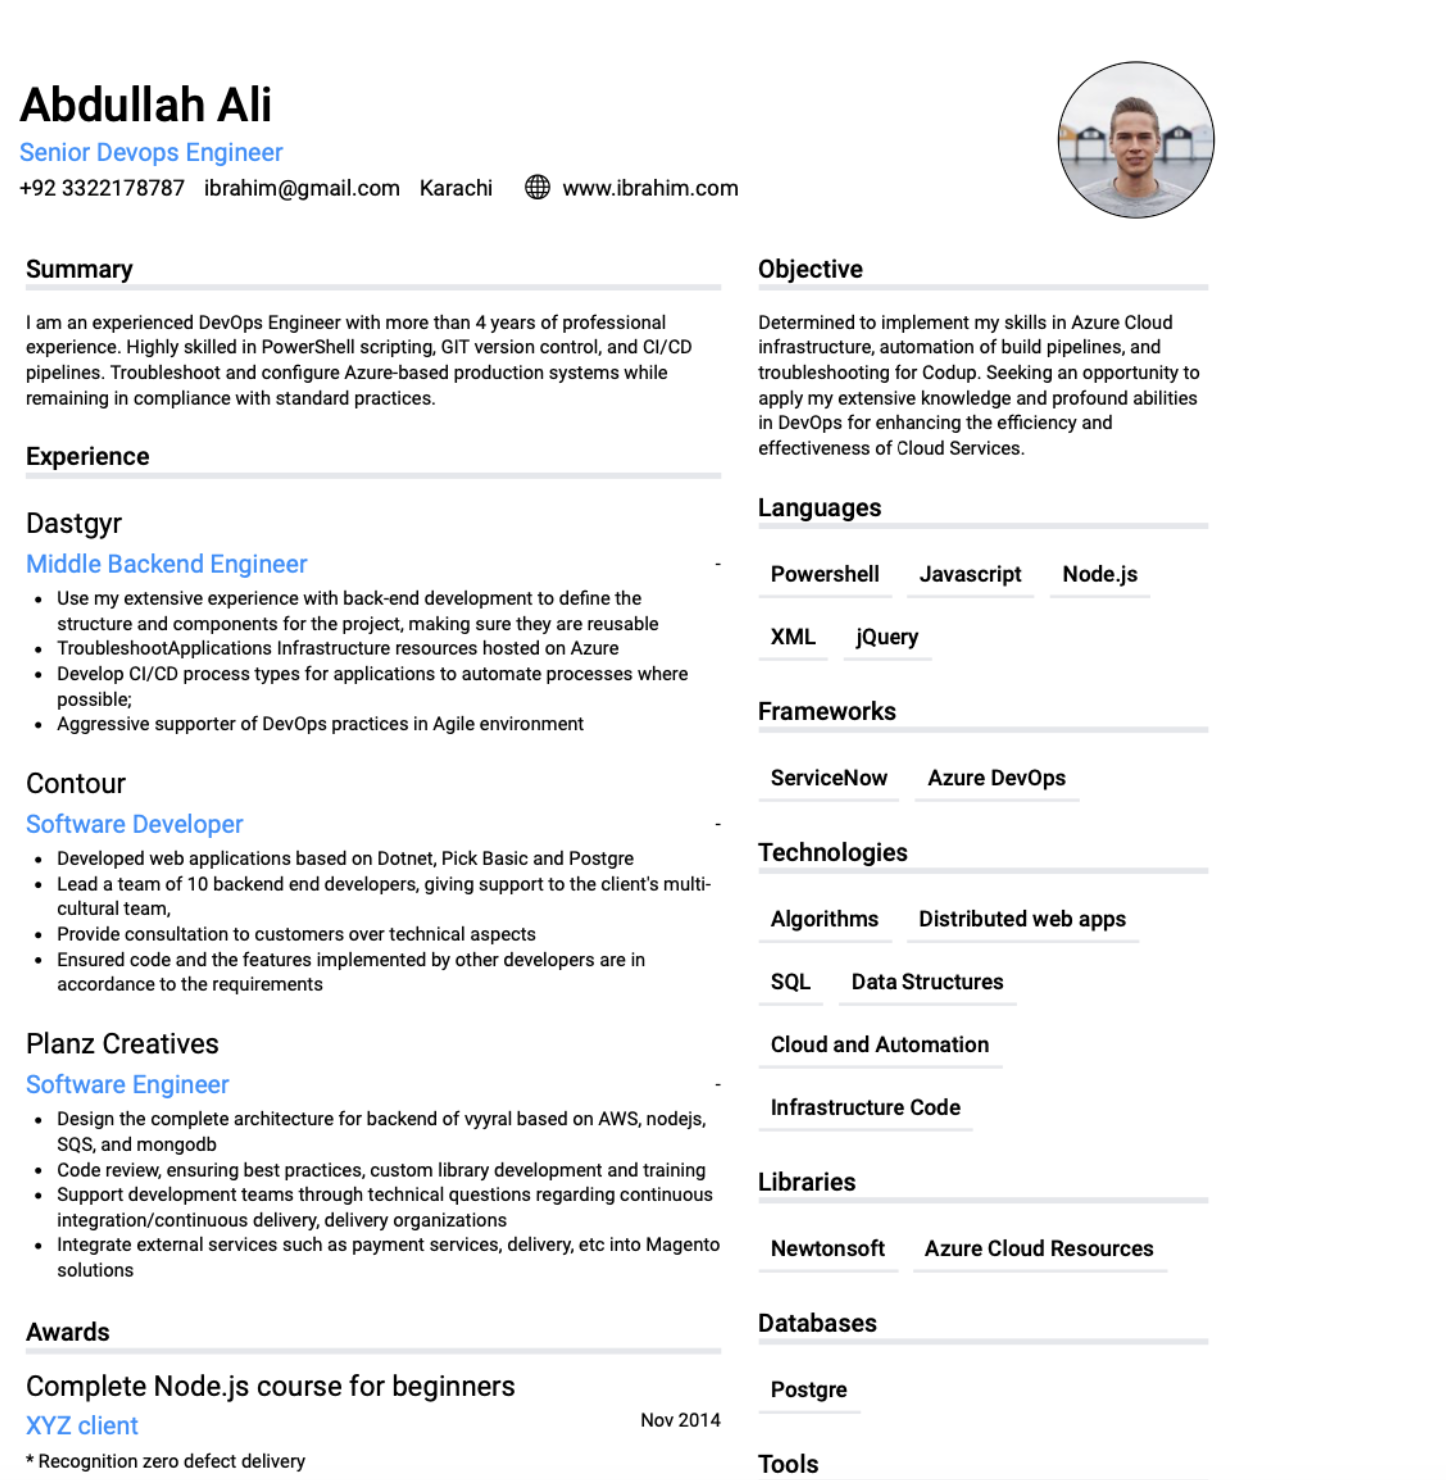 Abdullah Ali
Senior Devops Engineer
+92 3322178787 ibrahim@gmail.com Karachi www.ibrahim.com
Summary
I am an experienced DevOps Engineer with more than 4 years of professional
experience. Highly skilled in PowerShell scripting, GIT version control, and CI/CD
pipelines. Troubleshoot and configure Azure-based production systems while
remaining in compliance with standard practices.
Experience
Dastgyr
Middle Backend Engineer -
• Use my extensive experience with back-end development to define the
structure and components for the project, making sure they are reusable
• TroubleshootApplications Infrastructure resources hosted on Azure
• Develop CI/CD process types for applications to automate processes where
possible;
• Aggressive supporter of DevOps practices in Agile environment
Contour
Software Developer -
• Developed web applications based on Dotnet, Pick Basic and Postgre
• Lead a team of 10 backend end developers, giving support to the client's multi-
cultural team,
• Provide consultation to customers over technical aspects
• Ensured code and the features implemented by other developers are in
accordance to the requirements
Planz Creatives
Software Engineer -
• Design the complete architecture for backend of vyyral based on AWS, nodejs,
SQS, and mongodb
• Code review, ensuring best practices, custom library development and training
• Support development teams through technical questions regarding continuous
integration/continuous delivery, delivery organizations
• Integrate external services such as payment services, delivery, etc into Magento
solutions
Awards
Complete Node.js course for beginners
XYZ client Nov 2014
* Recognition zero defect delivery
Objective
Determined to implement my skills in Azure Cloud
infrastructure, automation of build pipelines, and
troubleshooting for Codup. Seeking an opportunity to
apply my extensive knowledge and profound abilities
in DevOps for enhancing the efficiency and
effectiveness of Cloud Services.
Languages
Powershell Javascript Node.js
XML jQuery
Frameworks
ServiceNow Azure DevOps
Technologies
Algorithms Distributed web apps
SQL Data Structures
Cloud and Automation
Infrastructure Code
Libraries
Newtonsoft Azure Cloud Resources
Databases
Postgre
Tools